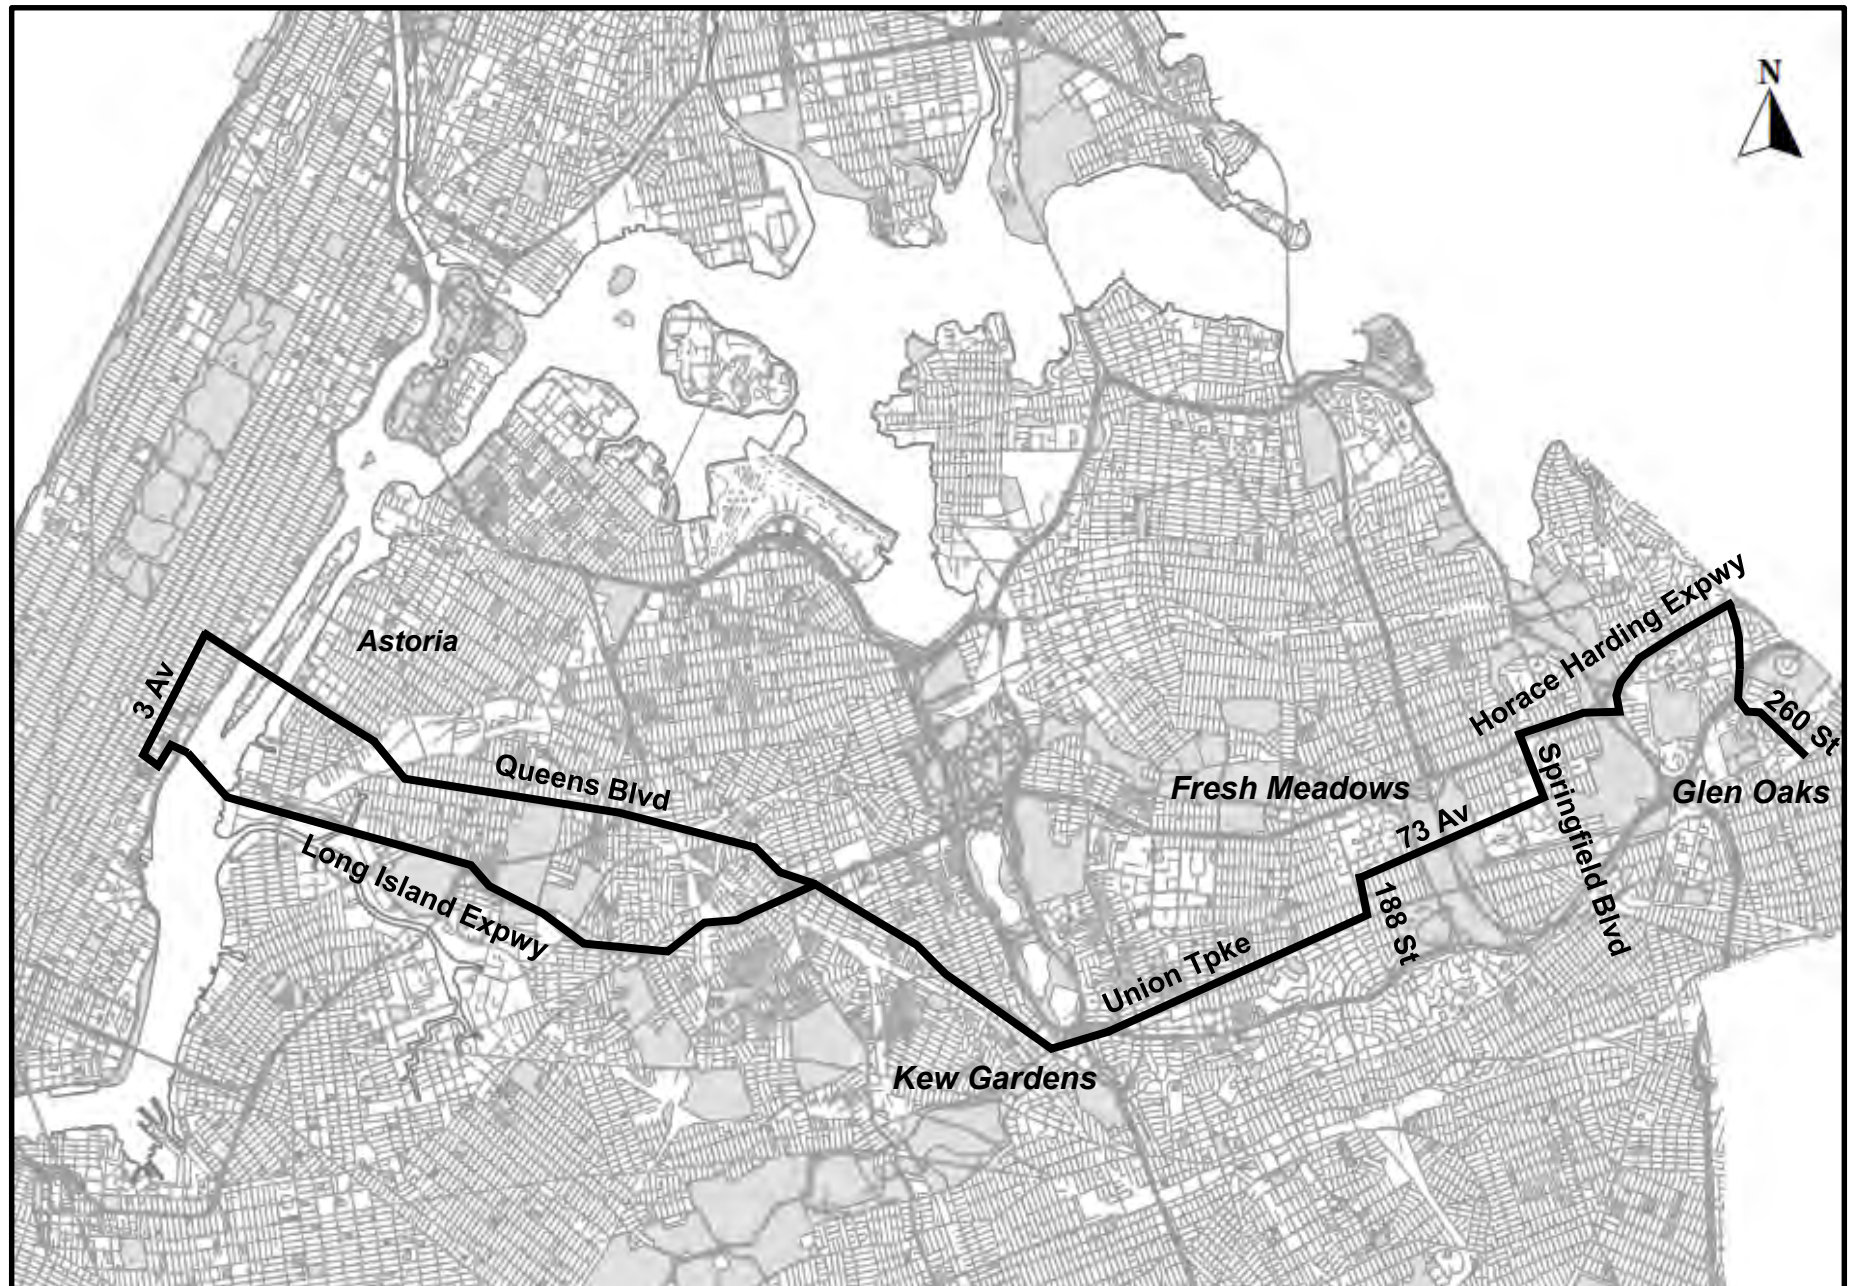 N
Horace Harding Expwy
Astoria
3 Av
260 St
Queens Blvd
Springfield Blvd
Fresh Meadows
Glen Oaks
73 Av
Long Island Expwy
188 St
Union Tpke
Kew Gardens